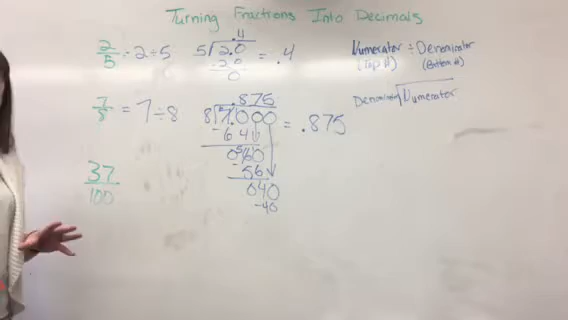 Turning Fractions Into Decimals
2/5 = 2÷5
.4
5 2.0 = .4
-20
0
Numerator ÷ Denominator
(Top #) (Bottom #)
Denominator Numerator
7/8 = 7÷8
.875
8 7.000 = .875
-64
060
-56
040
-40
37/100